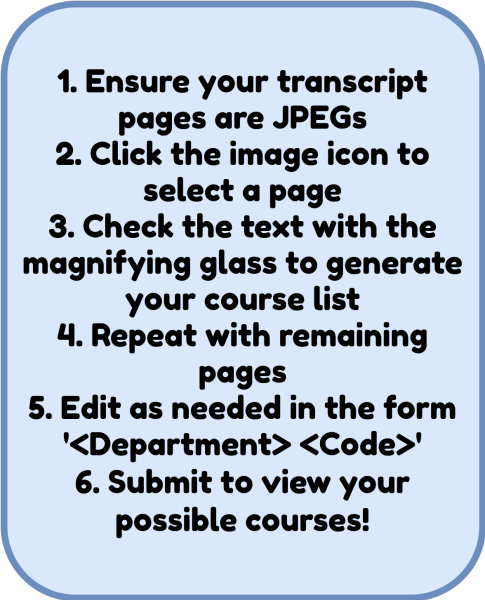 1. Ensure your transcript
pages are JPEGs
2. Click the image icon to
select a page
3. Check the text with the
magnifying glass to generate
your course list
4. Repeat with remaining
pages
5. Edit as needed in the form
'<Department> <Code>'
6. Submit to view your
possible courses!